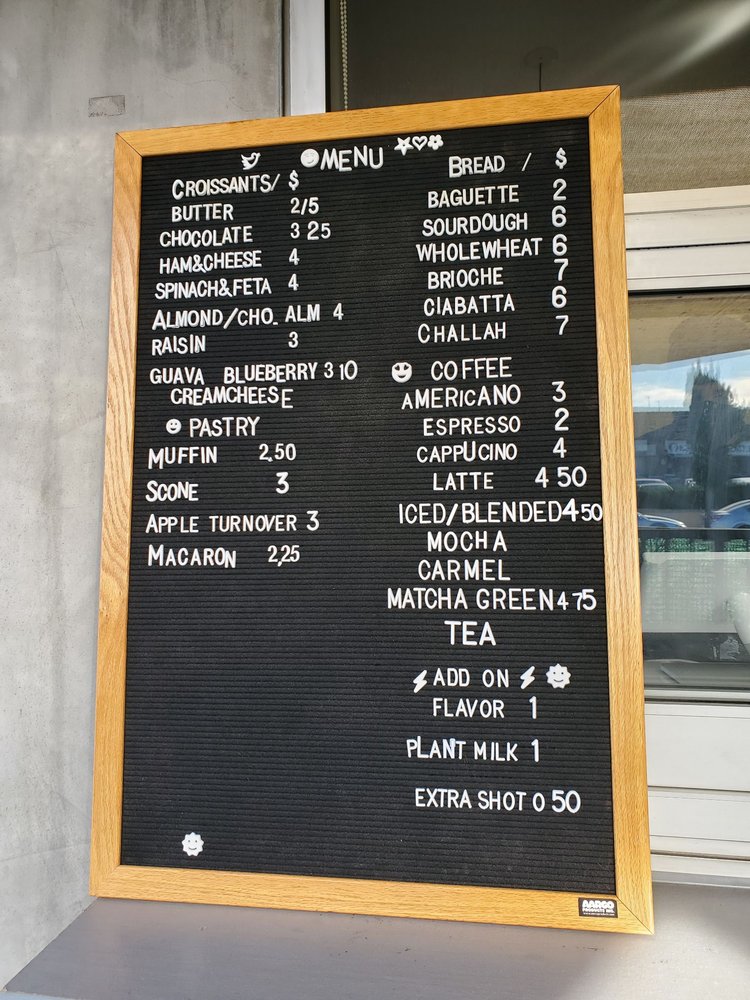 MENU
CROISSANTS/ $
BUTTER 2/5
CHOCOLATE 3 25
HAM&CHEESE 4
SPINACH&FETA 4
ALMOND/CHO. ALM 4
RAISIN 3
GUAVA BLUEBERRY 3 10
CREAMCHEESE
PASTRY
MUFFIN 2,50
SCONE 3
APPLE TURNOVER 3
MACARON 2,25
BREAD / $
BAGUETTE 2
SOURDOUGH 6
WHOLEWHEAT 6
BRIOCHE 7
CIABATTA 6
CHALLAH 7
COFFEE
AMERICANO 3
ESPRESSO 2
CAPPUCINO 4
LATTE 4 50
ICED/BLENDED 4 50
MOCHA
CARMEL
MATCHA GREEN 4 75
TEA
ADD ON
FLAVOR 1
PLANT MILK 1
EXTRA SHOT 0 50
AARCO
PRODUCTS INC.